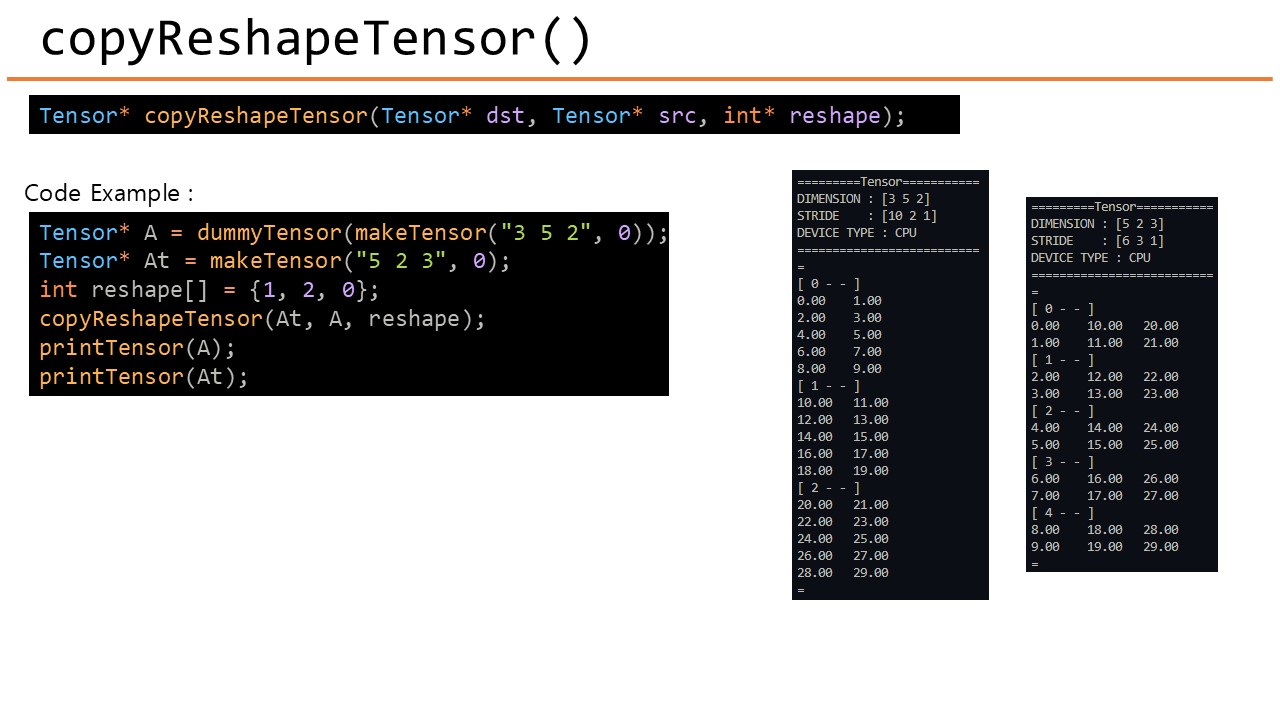 copyReshapeTensor()
Tensor* copyReshapeTensor(Tensor* dst, Tensor* src, int* reshape);
Code Example :
Tensor* A = dummyTensor(makeTensor("3 5 2", 0));
Tensor* At = makeTensor("5 2 3", 0);
int reshape[] = {1, 2, 0};
copyReshapeTensor(At, A, reshape);
printTensor(A);
printTensor(At);
=========Tensor===========
DIMENSION : [3 5 2]
STRIDE    : [10 2 1]
DEVICE TYPE : CPU
==========================
=
[ 0 - - ]
0.00   1.00
2.00   3.00
4.00   5.00
6.00   7.00
8.00   9.00
[ 1 - - ]
10.00   11.00
12.00   13.00
14.00   15.00
16.00   17.00
18.00   19.00
[ 2 - - ]
20.00   21.00
22.00   23.00
24.00   25.00
26.00   27.00
28.00   29.00
=
=========Tensor===========
DIMENSION : [5 2 3]
STRIDE    : [6 3 1]
DEVICE TYPE : CPU
==========================
=
[ 0 - - ]
0.00    10.00   20.00
1.00    11.00   21.00
[ 1 - - ]
2.00    12.00   22.00
3.00    13.00   23.00
[ 2 - - ]
4.00    14.00   24.00
5.00    15.00   25.00
[ 3 - - ]
6.00    16.00   26.00
7.00    17.00   27.00
[ 4 - - ]
8.00    18.00   28.00
9.00    19.00   29.00
=